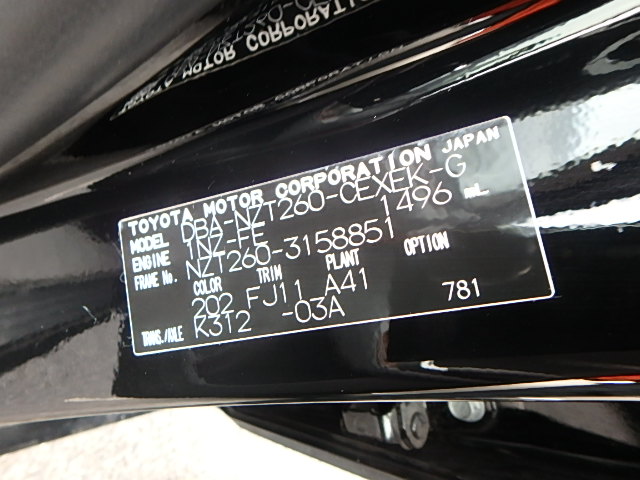 TOYOTA MOTOR CORPORATION JAPAN
MODEL DBA-NZT260-CEXEK-G
ENGINE 1NZ-FE 1496 mL
FRAME No. NZT260-3158851
COLOR TRIM PLANT OPTION
202 FJ11 A41 781
TRANS./AXLE K3T2 -03A